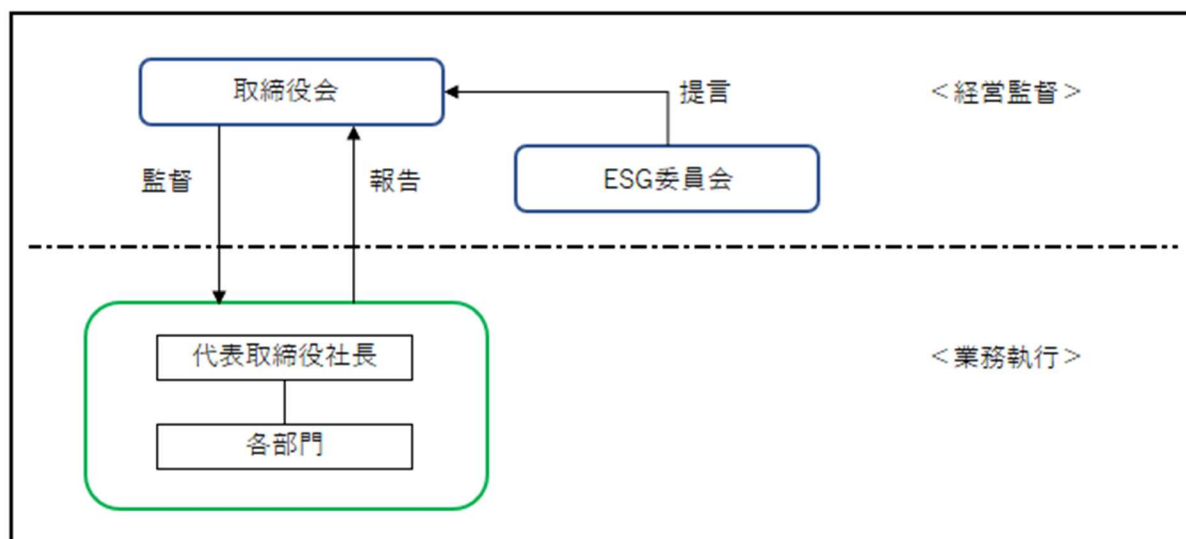 取締役会
提言
＜経営監督＞
監督
報告
ESG委員会
代表取締役社長
＜業務執行＞
各部門